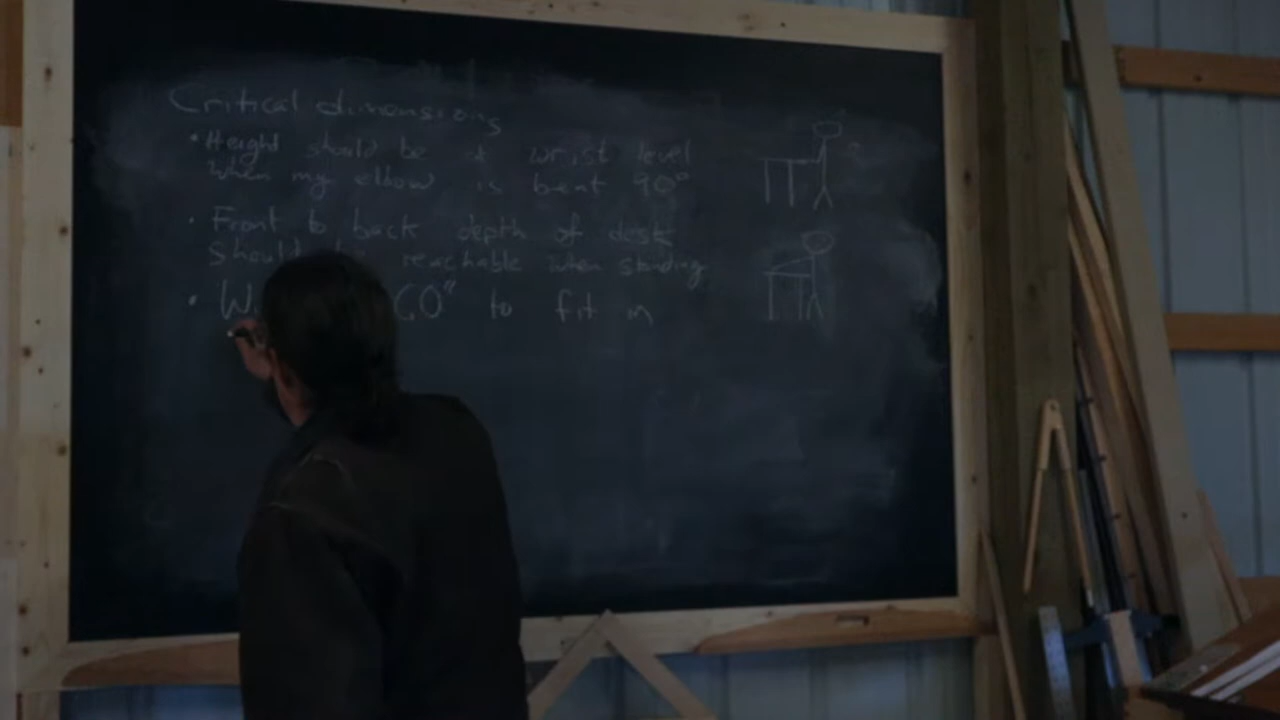 Critical dimensions
• Height should be at wrist level
when my elbow is bent 90°
• Front to back depth of desk
should reachable when standing
• 60" to fit in